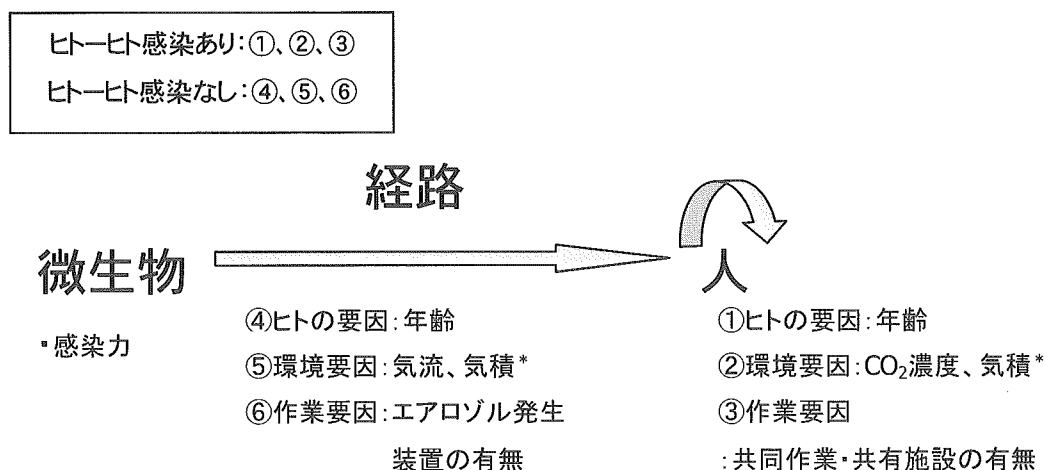 ヒトーヒト感染あり:①、②、③
ヒトーヒト感染なし:④、⑤、⑥
経路
微生物
人
・感染力
④ヒトの要因:年齢
⑤環境要因:気流、気積*
⑥作業要因:エアロゾル発生
装置の有無
①ヒトの要因:年齢
②環境要因:CO₂濃度、気積*
③作業要因
:共同作業・共有施設の有無